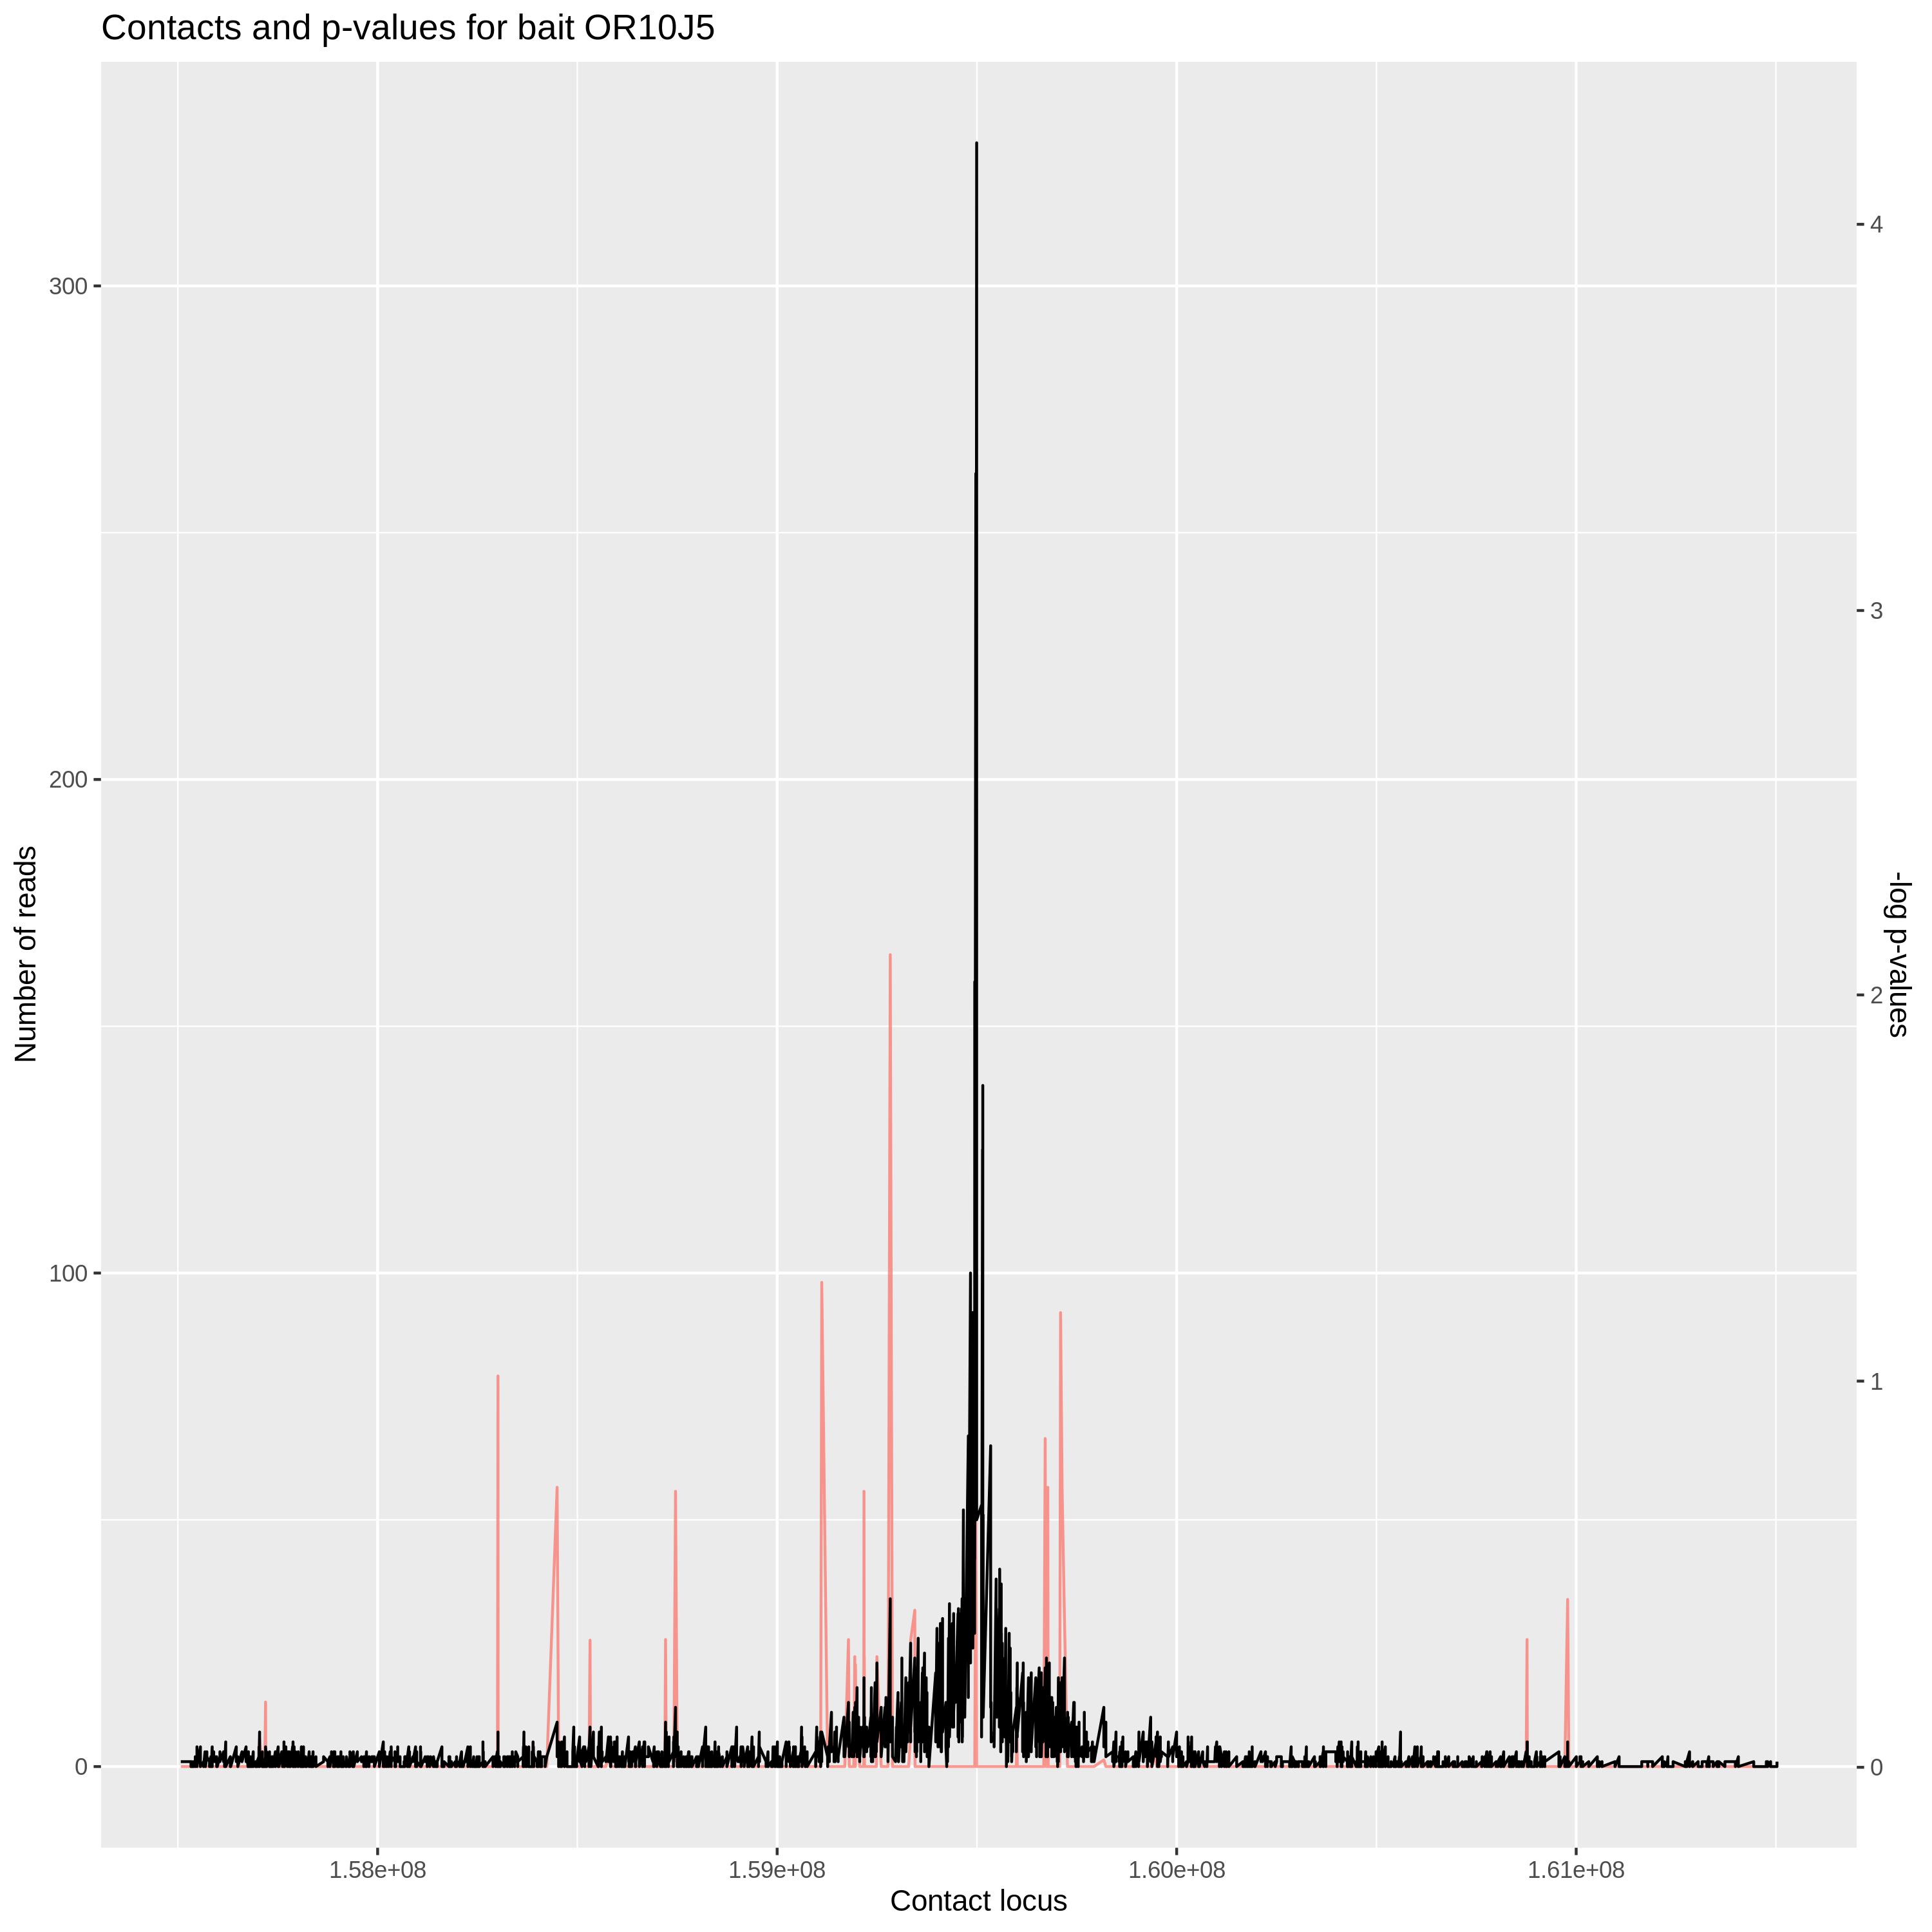 Contacts and p-values for bait OR10J5
300
200
100
0
Number of reads
4
3
2
1
0
-log p-values
1.58e+08
1.59e+08
1.60e+08
1.61e+08
Contact locus